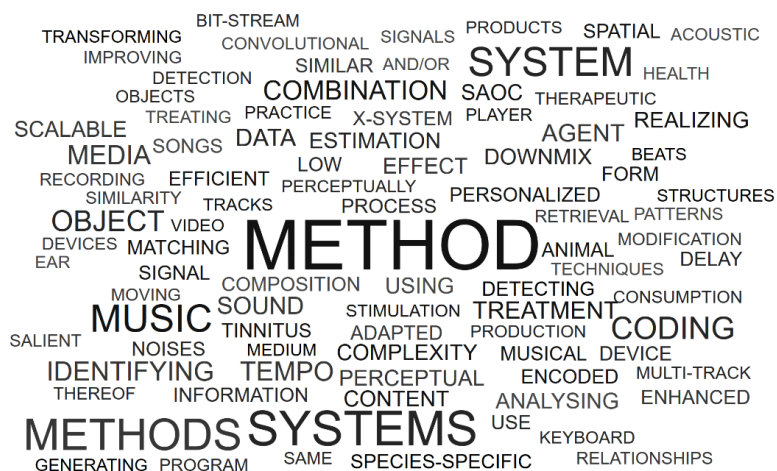 BIT-STREAM
TRANSFORMING CONVOLUTIONAL SIGNALS PRODUCTS SPATIAL ACOUSTIC
IMPROVING SIMILAR AND/OR SYSTEM HEALTH
DETECTION COMBINATION SAOC THERAPEUTIC
OBJECTS
TREATING PRACTICE X-SYSTEM PLAYER AGENT REALIZING
SCALABLE SONGS DATA ESTIMATION
MEDIA LOW EFFECT DOWNMIX BEATS
RECORDING EFFICIENT PERCEPTUALLY FORM
SIMILARITY TRACKS PROCESS PERSONALIZED STRUCTURES
OBJECT VIDEO METHOD RETRIEVAL PATTERNS
DEVICES MATCHING ANIMAL MODIFICATION
EAR SIGNAL TECHNIQUES DELAY
MOVING COMPOSITION USING DETECTING CONSUMPTION
MUSIC SOUND STIMULATION TREATMENT CODING
SALIENT TINNITUS ADAPTED PRODUCTION
NOISES MEDIUM COMPLEXITY MUSICAL DEVICE
IDENTIFYING TEMPO PERCEPTUAL ENCODED MULTI-TRACK
THEREOF INFORMATION CONTENT ANALYSING ENHANCED
METHODS SYSTEMS USE KEYBOARD
GENERATING PROGRAM SAME SPECIES-SPECIFIC RELATIONSHIPS